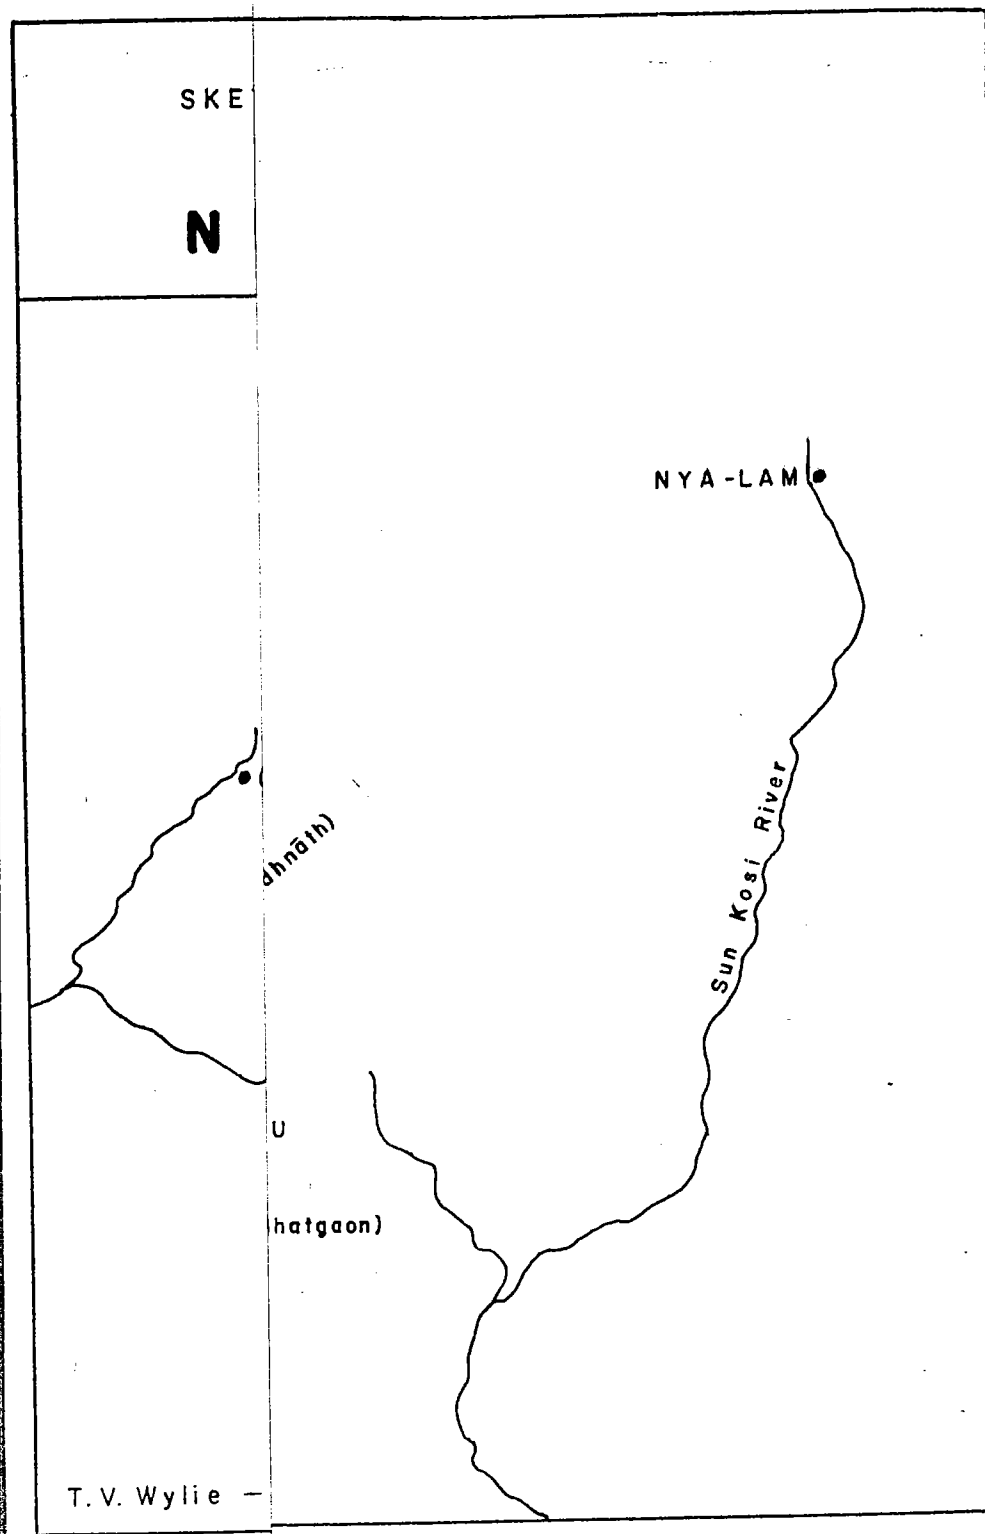 SKE
N
NYA-LAM
dhnāth)
Sun Kosi River
U
hatgaon)
T.V. Wylie —